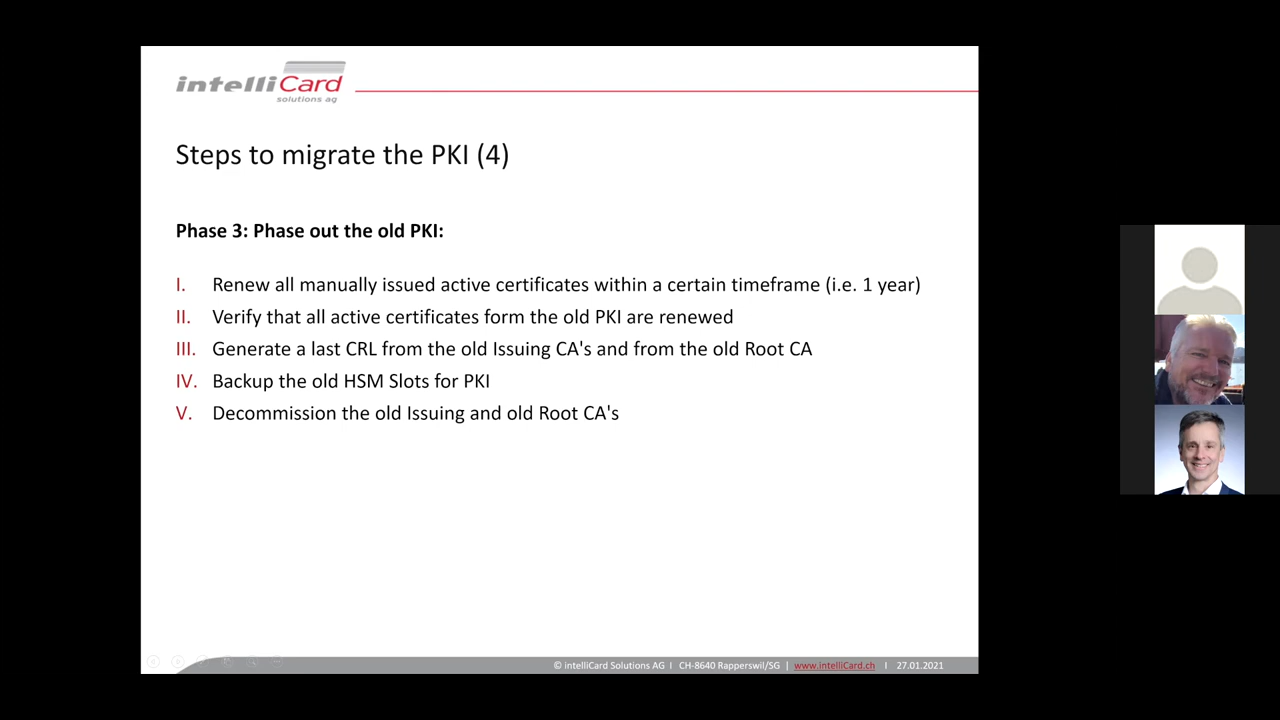 intelliCard
solutions ag
Steps to migrate the PKI (4)
Phase 3: Phase out the old PKI:
I. Renew all manually issued active certificates within a certain timeframe (i.e. 1 year)
II. Verify that all active certificates form the old PKI are renewed
III. Generate a last CRL from the old Issuing CA's and from the old Root CA
IV. Backup the old HSM Slots for PKI
V. Decommission the old Issuing and old Root CA's
© intelliCard Solutions AG I CH-8640 Rapperswil/SG | www.intelliCard.ch I 27.01.2021